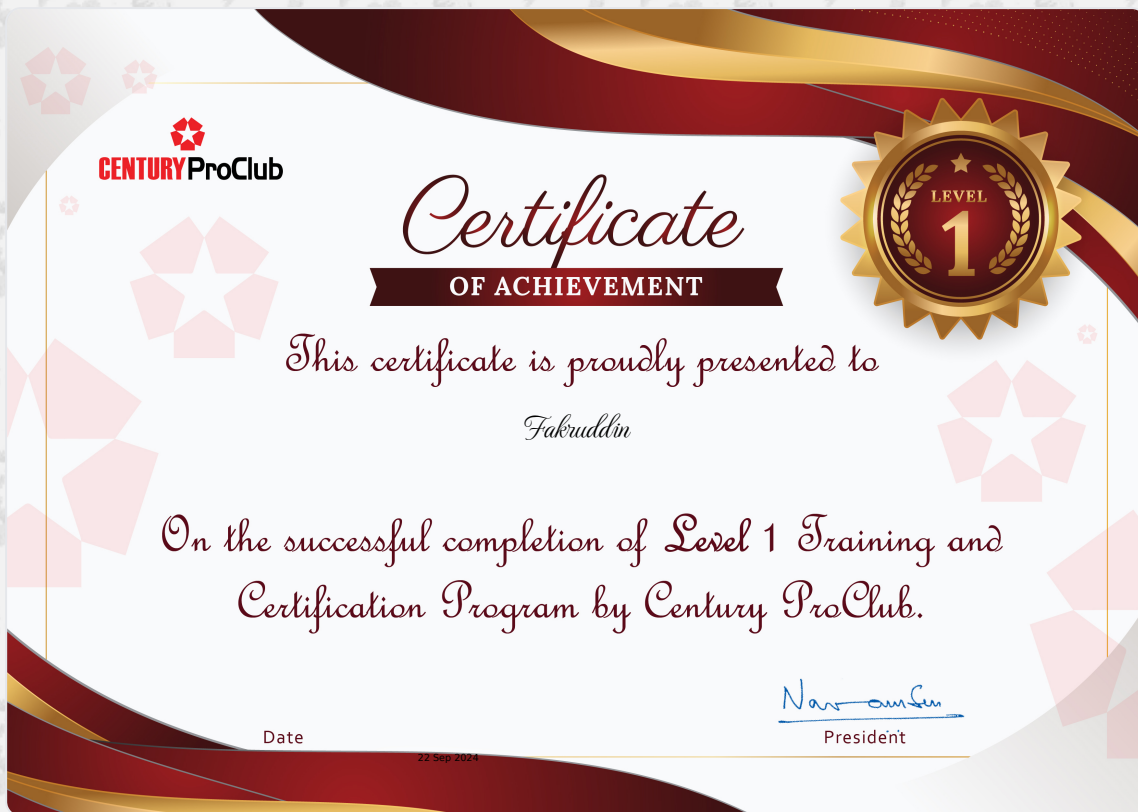 CENTURY ProClub
LEVEL
1
Certificate
OF ACHIEVEMENT
This certificate is proudly presented to
Fakruddin
On the successful completion of Level 1 Training and
Certification Program by Century ProClub.
Date
22 Sep 2024
President